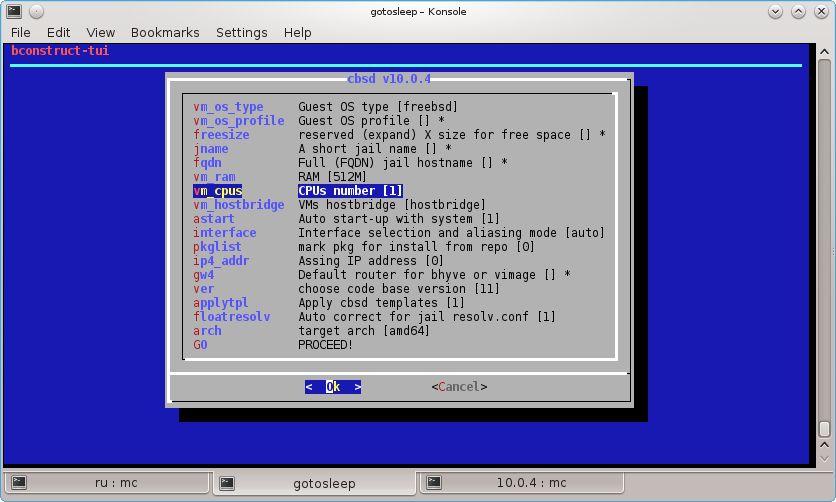 gotosleep – Konsole
File Edit View Bookmarks Settings Help
bconstruct-tui
cbsd v10.0.4
vm_os_type Guest OS type [freebsd]
vm_os_profile Guest OS profile [] *
freesize reserved (expand) X size for free space [] *
jname A short jail name [] *
fqdn Full (FQDN) jail hostname [] *
vm_ram RAM [512M]
vm_cpus CPUs number [1]
vm_hostbridge VMs hostbridge [hostbridge]
astart Auto start-up with system [1]
interface Interface selection and aliasing mode [auto]
pkglist mark pkg for install from repo [0]
ip4_addr Assing IP address [0]
gw4 Default router for bhyve or vimage [] *
ver choose code base version [11]
applytpl Apply cbsd templates [1]
floatresolv Auto correct for jail resolv.conf [1]
arch target arch [amd64]
GO PROCEED!
< Ok > <Cancel>
ru : mc gotosleep 10.0.4 : mc